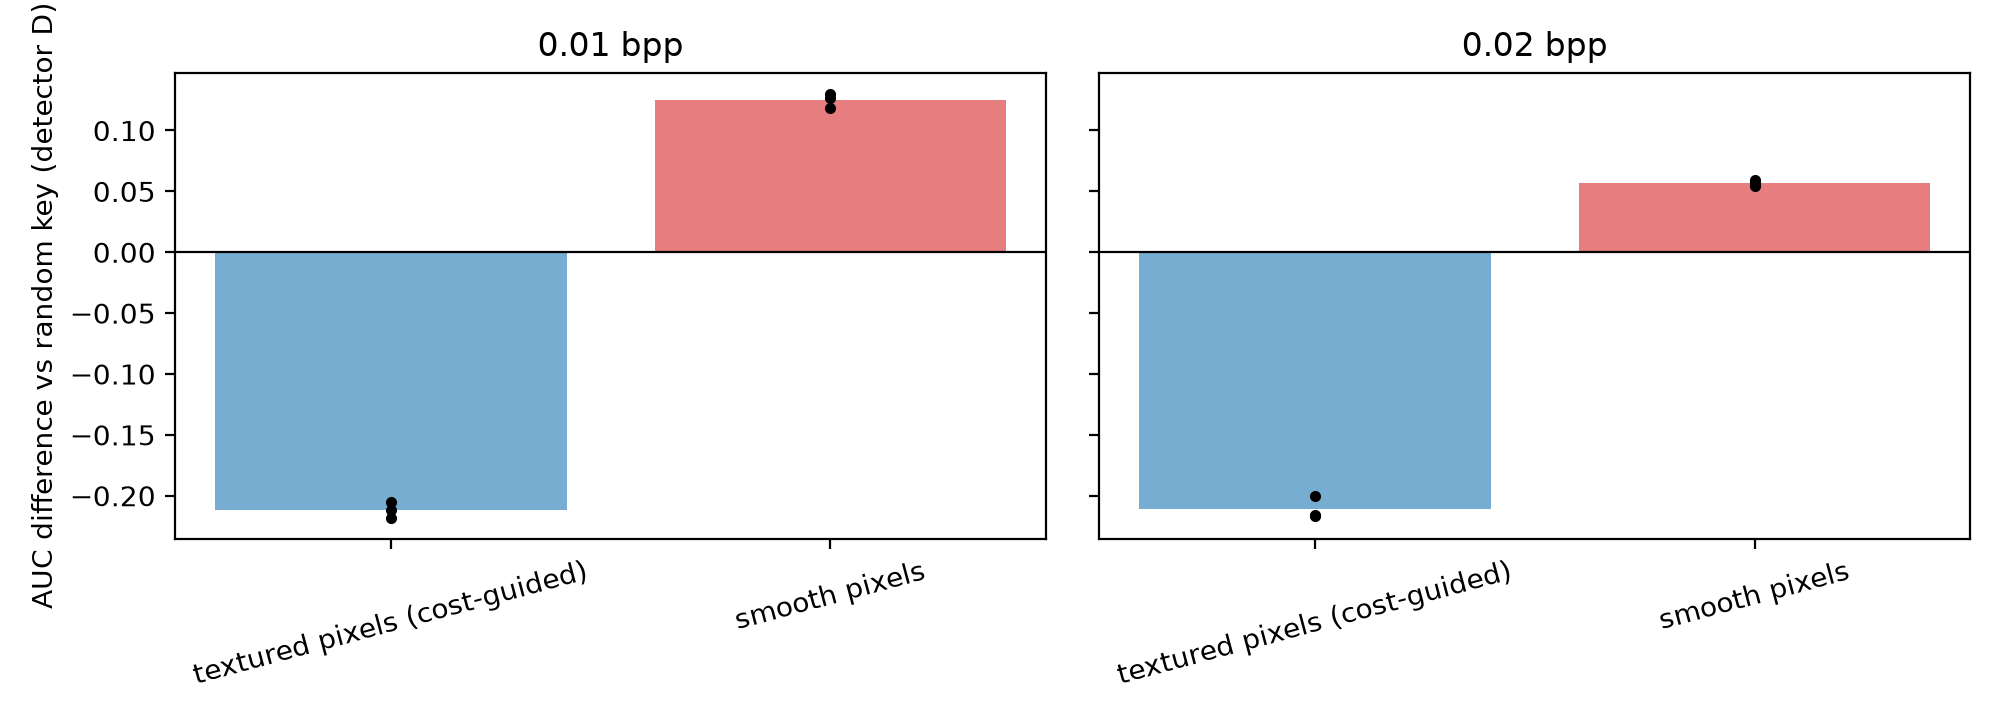 0.01 bpp
0.02 bpp
AUC difference vs random key (detector D)
0.10
0.05
0.00
−0.05
−0.10
−0.15
−0.20
textured pixels (cost-guided)
smooth pixels
textured pixels (cost-guided)
smooth pixels